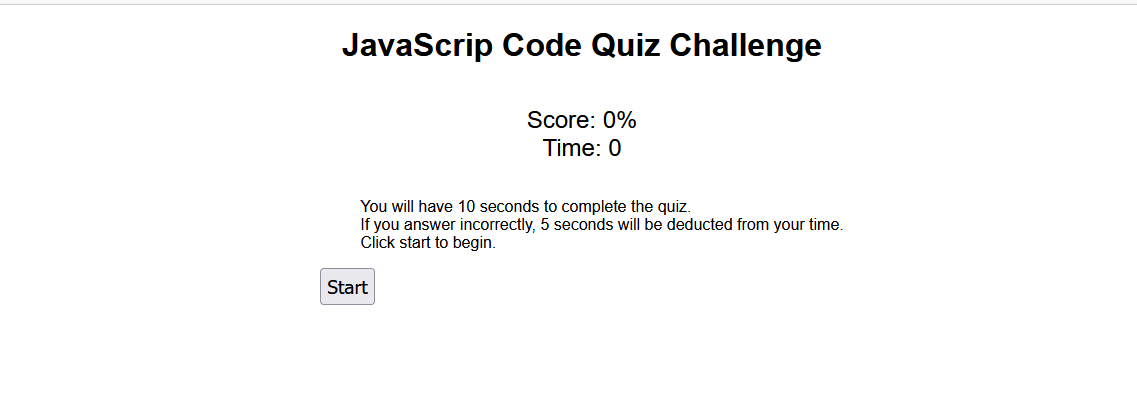 JavaScrip Code Quiz Challenge
Score: 0%
Time: 0
You will have 10 seconds to complete the quiz.
If you answer incorrectly, 5 seconds will be deducted from your time.
Click start to begin.
Start